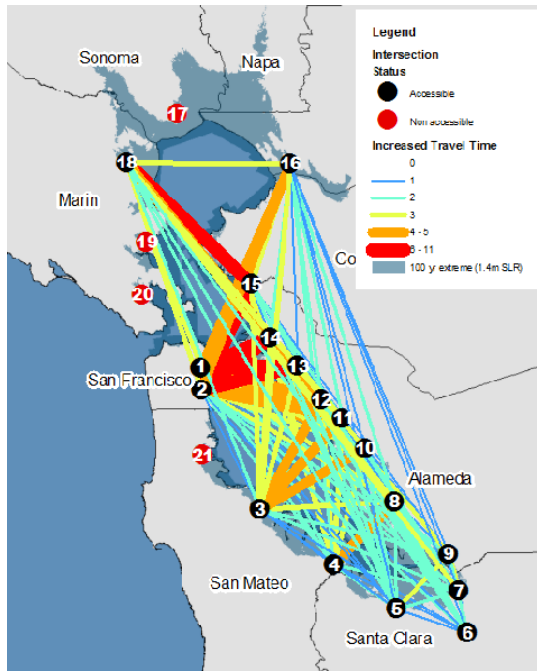 Legend
Intersection
Status
Accessible
Non accessible
Increased Travel Time
0
1
2
3
4 - 5
6 - 11
100 y extreme (1.4m SLR)
Sonoma
Napa
17
18
16
Marin
19
Co
20
15
14
1
13
San Francisco
2
12
11
21
10
Alameda
8
3
9
4
7
San Mateo
5
6
Santa Clara